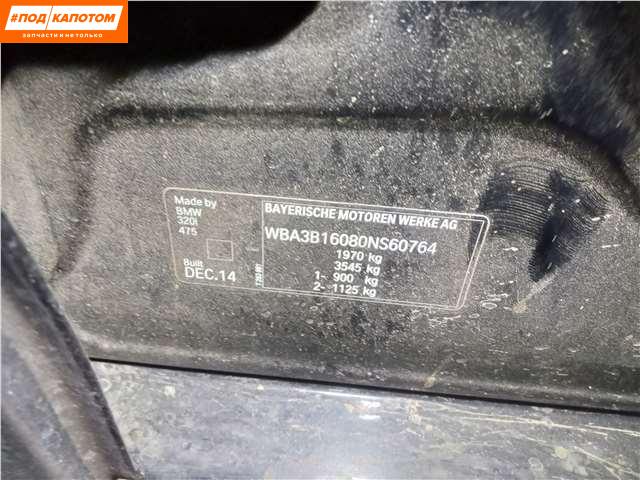 #ПОД КАПОТОМ
запчасти и не только
Made by
BMW
320i
475
Built
DEC.14
BAYERISCHE MOTOREN WERKE AG
WBA3B16080NS60764
1970 kg
3545 kg
1- 900 kg
2- 1125 kg